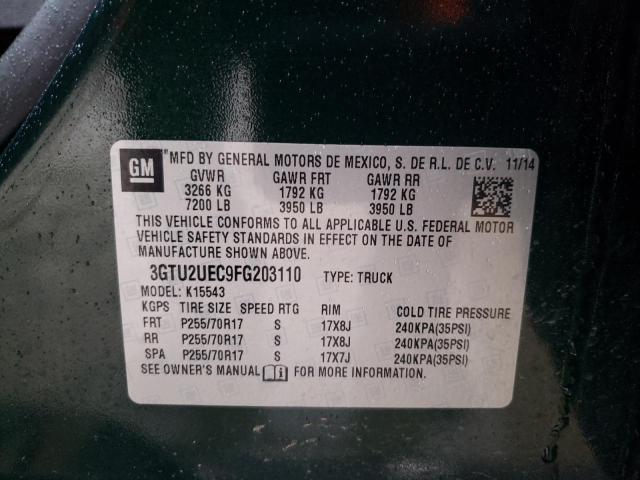 GM
MFD BY GENERAL MOTORS DE MEXICO, S. DE R.L. DE C.V. 11/14
GVWR GAWR FRT GAWR RR
3266 KG 1792 KG 1792 KG
7200 LB 3950 LB 3950 LB
THIS VEHICLE CONFORMS TO ALL APPLICABLE U.S. FEDERAL MOTOR
VEHICLE SAFETY STANDARDS IN EFFECT ON THE DATE OF
MANUFACTURE SHOWN ABOVE.
3GTU2UEC9FG203110 TYPE: TRUCK
MODEL: K15543
KGPS TIRE SIZE SPEED RTG RIM COLD TIRE PRESSURE
FRT P255/70R17 S 17X8J 240KPA(35PSI)
RR P255/70R17 S 17X8J 240KPA(35PSI)
SPA P255/70R17 S 17X7J 240KPA(35PSI)
SEE OWNER'S MANUAL FOR MORE INFORMATION.